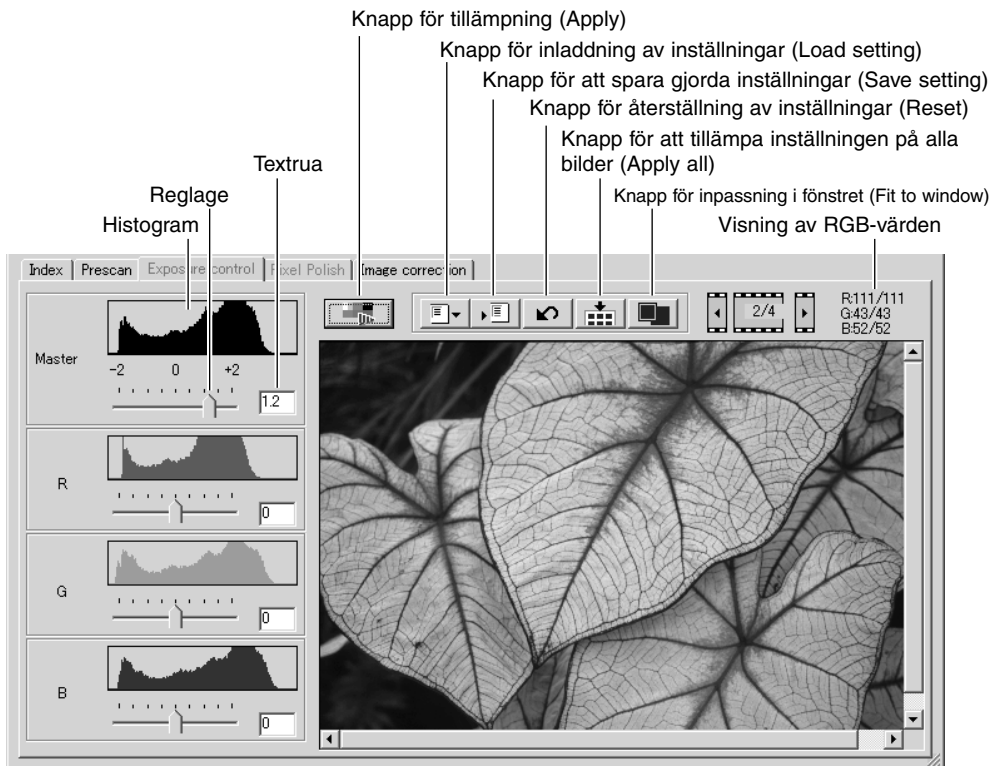 Knapp för tillämpning (Apply)
Knapp för inladdning av inställningar (Load setting)
Knapp för att spara gjorda inställningar (Save setting)
Knapp för återställning av inställningar (Reset)
Knapp för att tillämpa inställningen på alla
bilder (Apply all)
Textrua
Knapp för inpassning i fönstret (Fit to window)
Reglage
Histogram
Visning av RGB-värden
Index
Prescan
Exposure control
Pixel Polish
Image correction
2/4
R:111/111
G:43/43
B:52/52
Master
-2 0 +2
1.2
R
0
G
0
B
0